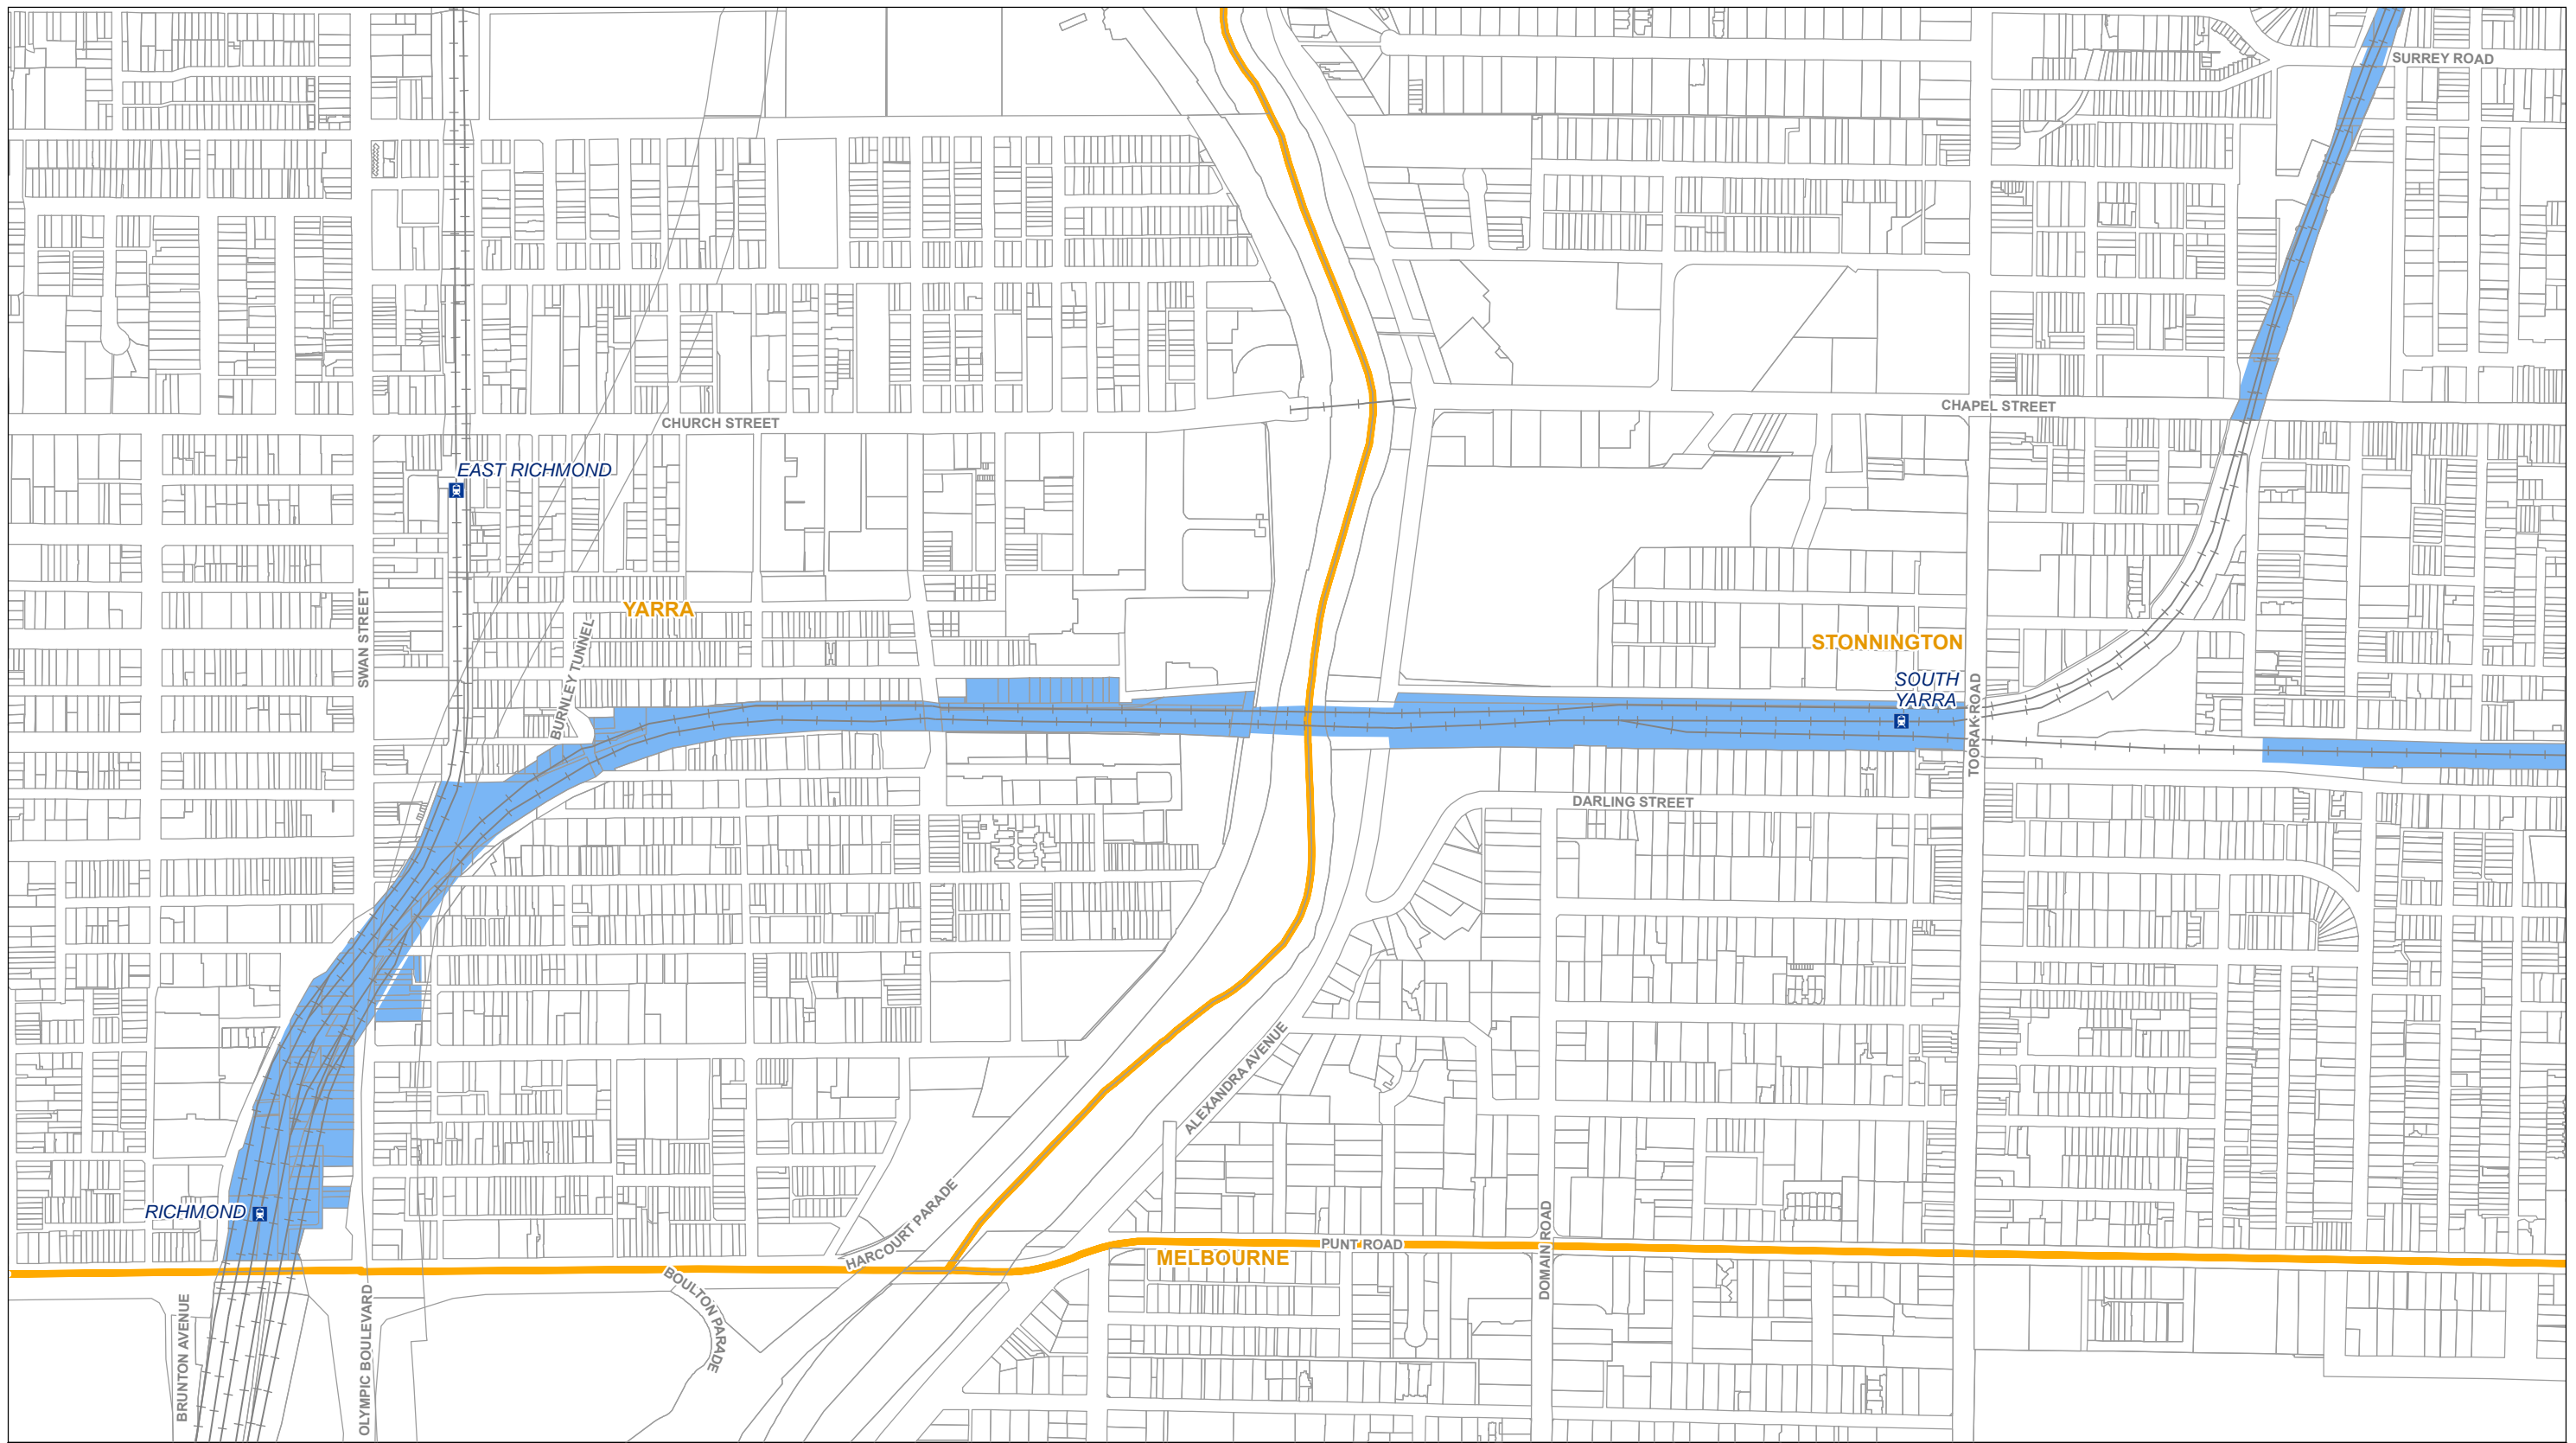 SURREY ROAD
CHAPEL STREET
CHURCH STREET
EAST RICHMOND
SWAN STREET
YARRA
BURNLEY TUNNEL
STONNINGTON
SOUTH
YARRA
TOORAK ROAD
DARLING STREET
ALEXANDRA AVENUE
RICHMOND
HARCOURT PARADE
MELBOURNE
PUNT ROAD
DOMAIN ROAD
BOULTON PARADE
BRUNTON AVENUE
OLYMPIC BOULEVARD